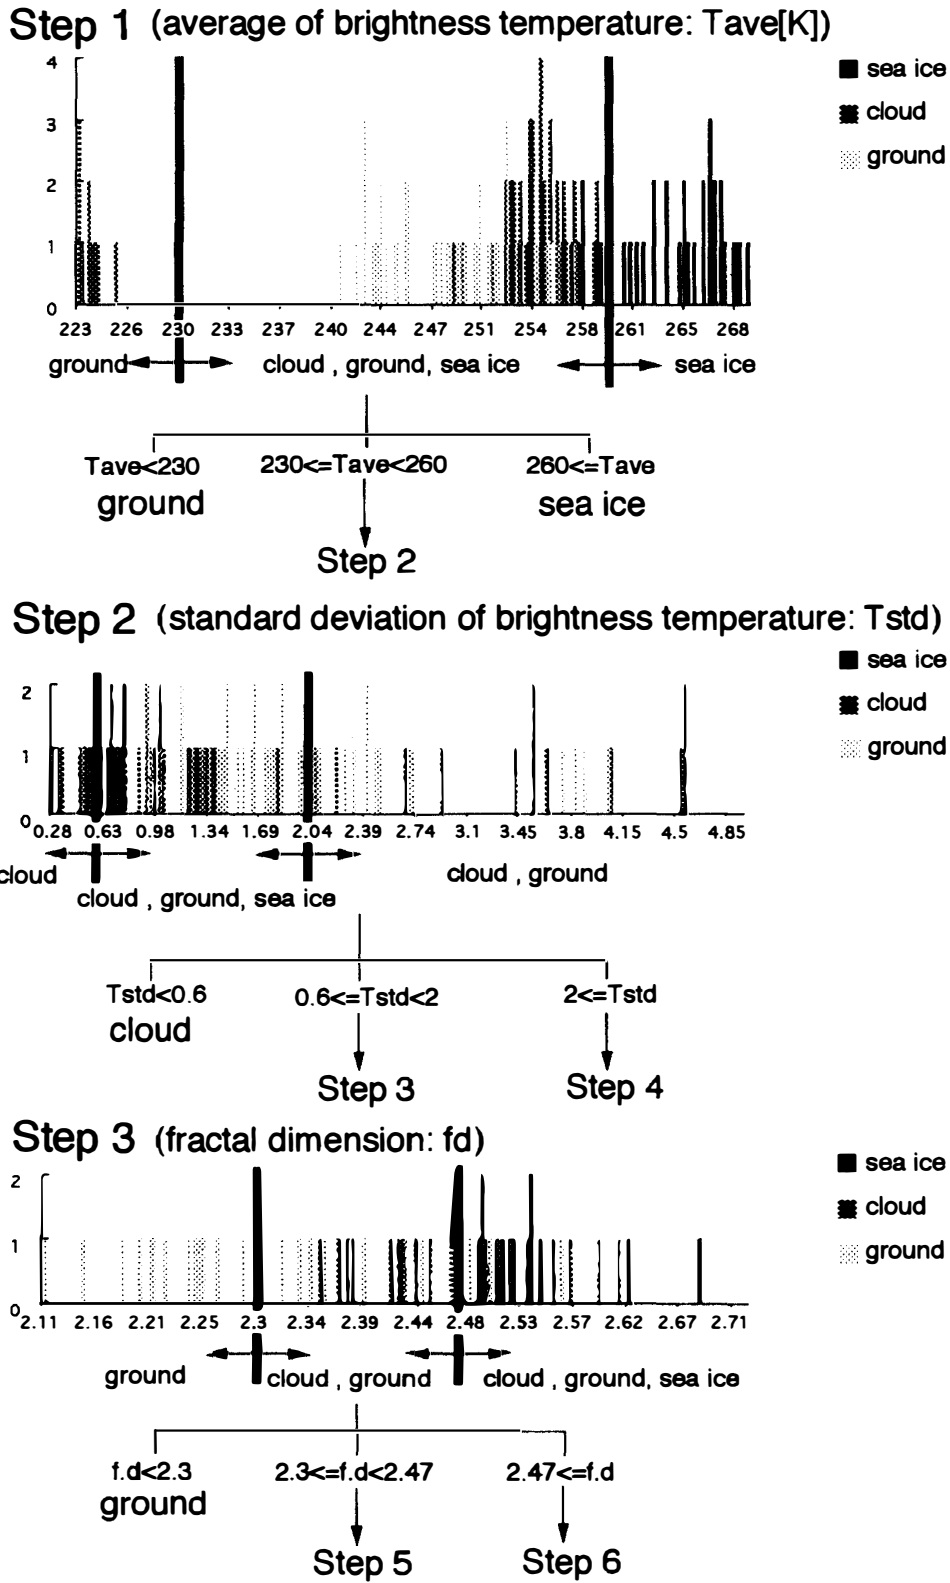 Step 1 (average of brightness temperature: Tave[K])
4
3
2
1
0
sea ice
cloud
ground
223 226 230 233 237 240 244 247 251 254 258 261 265 268
ground cloud , ground, sea ice sea ice
Tave<230 230<=Tave<260 260<=Tave
ground sea ice
Step 2
Step 2 (standard deviation of brightness temperature: Tstd)
2
1
0
sea ice
cloud
ground
0.28 0.63 0.98 1.34 1.69 2.04 2.39 2.74 3.1 3.45 3.8 4.15 4.5 4.85
cloud cloud , ground
cloud , ground, sea ice
Tstd<0.6 0.6<=Tstd<2 2<=Tstd
cloud
Step 3 Step 4
Step 3 (fractal dimension: fd)
2
1
0
sea ice
cloud
ground
2.11 2.16 2.21 2.25 2.3 2.34 2.39 2.44 2.48 2.53 2.57 2.62 2.67 2.71
ground cloud , ground cloud , ground, sea ice
f.d<2.3 2.3<=f.d<2.47 2.47<=f.d
ground
Step 5 Step 6